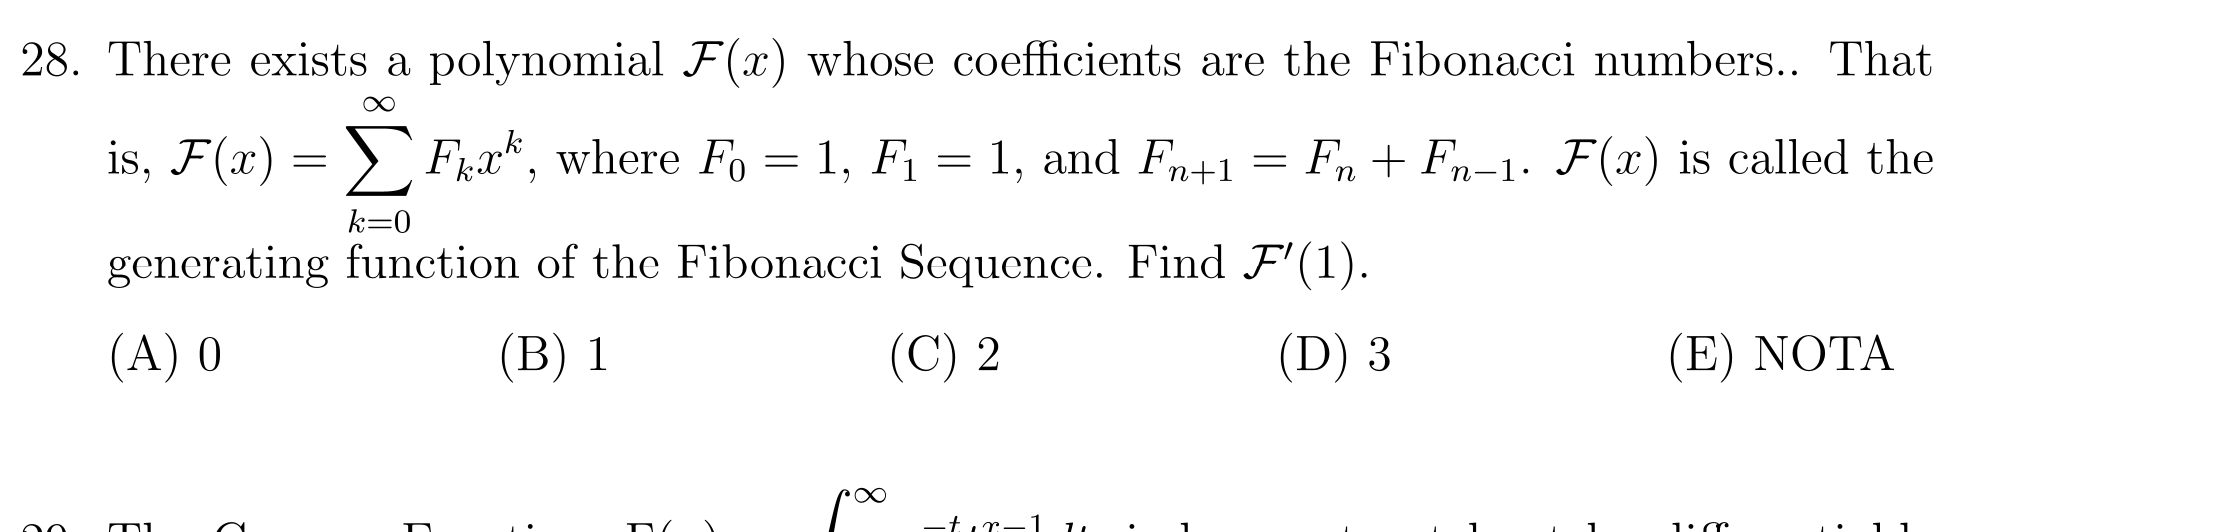 28. There exists a polynomial F(x) whose coefficients are the Fibonacci numbers.. That
is, F(x) = ∑_{k=0}^{∞} F_k x^k, where F_0 = 1, F_1 = 1, and F_{n+1} = F_n + F_{n−1}. F(x) is called the
generating function of the Fibonacci Sequence. Find F′(1).
(A) 0 (B) 1 (C) 2 (D) 3 (E) NOTA